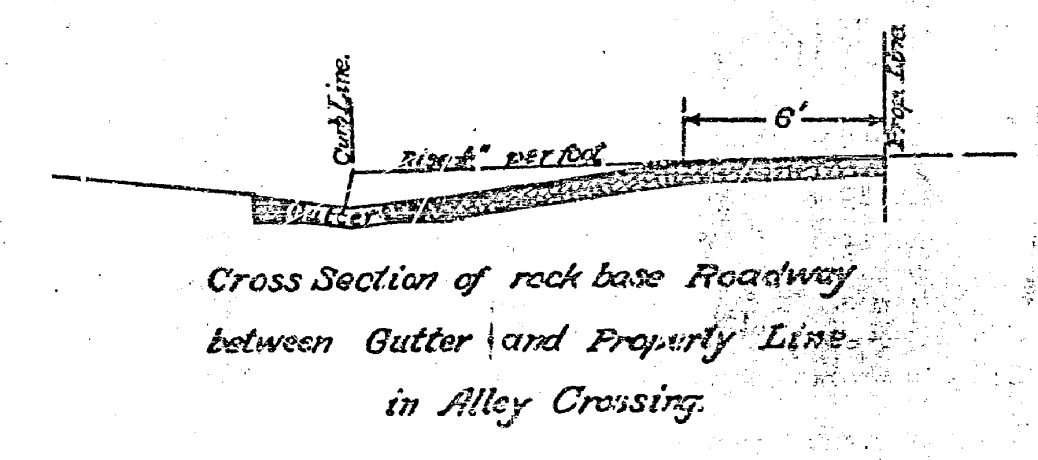 Curb Line.
Prop. Line
6'
Rise " per foot
Gutter
Cross Section of rock base Roadway
between Gutter and Property Line
in Alley Crossing.